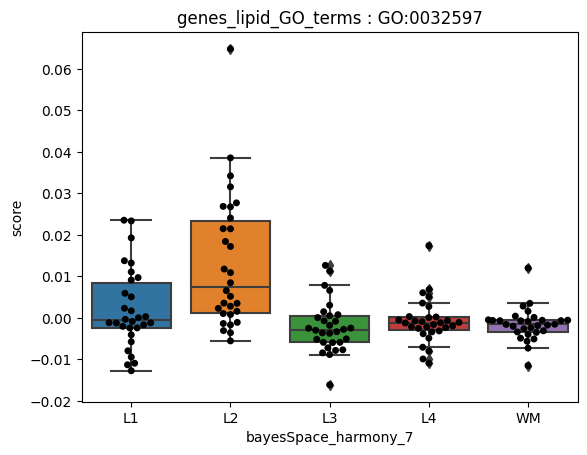 genes_lipid_GO_terms : GO:0032597
0.06
0.05
0.04
0.03
0.02
0.01
0.00
−0.01
−0.02
score
L1 L2 L3 L4 WM
bayesSpace_harmony_7